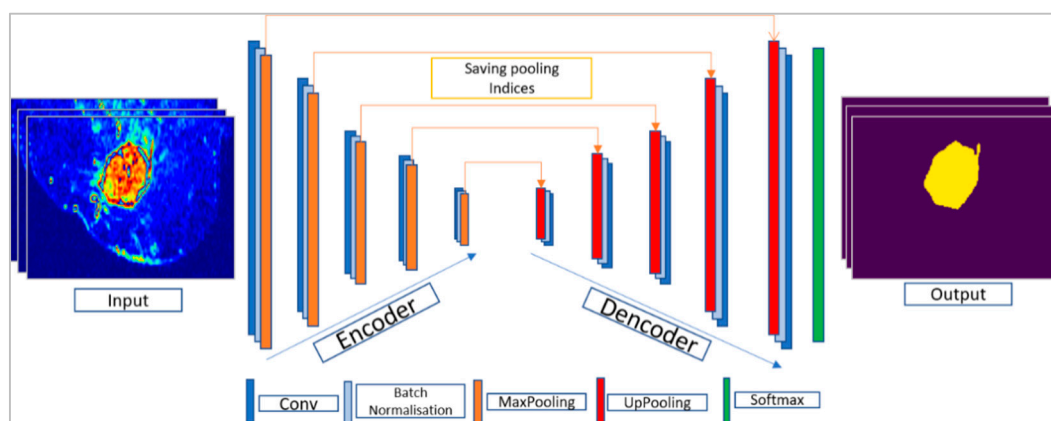 Saving pooling
Indices
Input
Encoder
Dencoder
Output
Conv
Batch
Normalisation
MaxPooling
UpPooling
Softmax